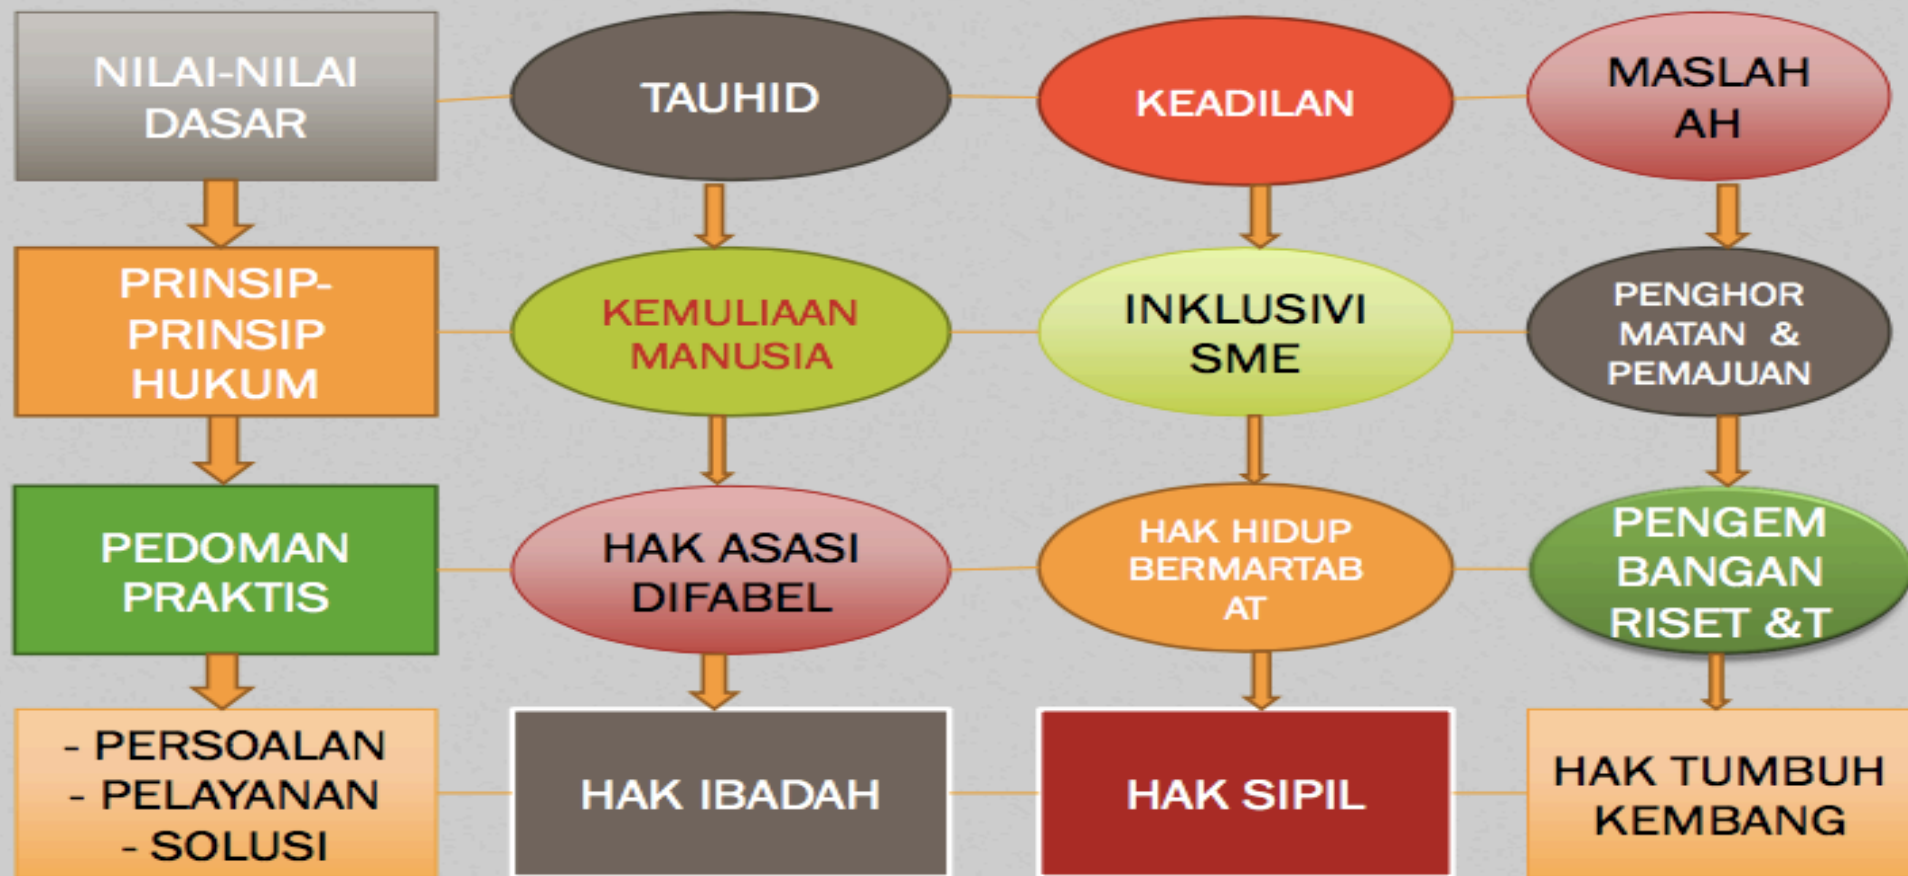 NILAI-NILAI
DASAR
TAUHID
KEADILAN
MASLAH
AH
PRINSIP-
PRINSIP
HUKUM
KEMULIAAN
MANUSIA
INKLUSIVI
SME
PENGHOR
MATAN &
PEMAJUAN
PEDOMAN
PRAKTIS
HAK ASASI
DIFABEL
HAK HIDUP
BERMARTAB
AT
PENGEM
BANGAN
RISET &T
- PERSOALAN
- PELAYANAN
- SOLUSI
HAK IBADAH
HAK SIPIL
HAK TUMBUH
KEMBANG